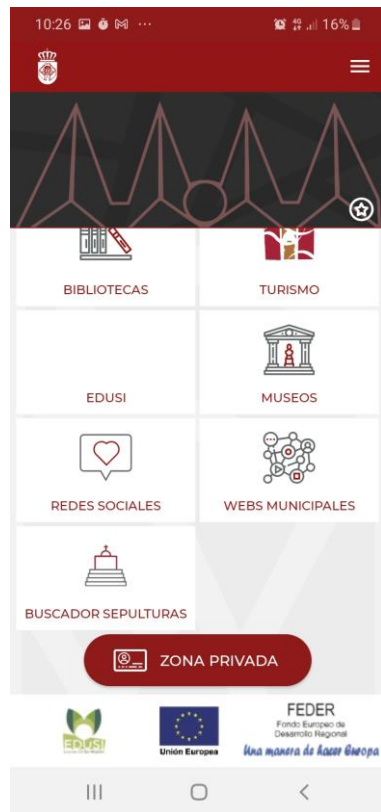 10:26
4G
16%
BIBLIOTECAS
TURISMO
EDUSI
MUSEOS
REDES SOCIALES
WEBS MUNICIPALES
BUSCADOR SEPULTURAS
ZONA PRIVADA
EDUSI
Unión Europea
FEDER
Fondo Europeo de
Desarrollo Regional
Una manera de hacer Europa